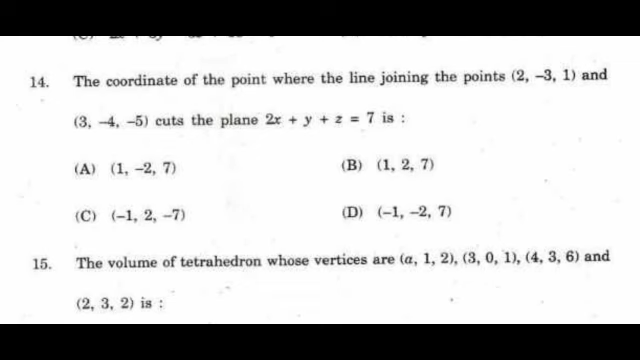 14. The coordinate of the point where the line joining the points (2, –3, 1) and
(3, –4, –5) cuts the plane 2x + y + z = 7 is :
(A) (1, –2, 7) (B) (1, 2, 7)
(C) (–1, 2, –7) (D) (–1, –2, 7)
15. The volume of tetrahedron whose vertices are (a, 1, 2), (3, 0, 1), (4, 3, 6) and
(2, 3, 2) is :